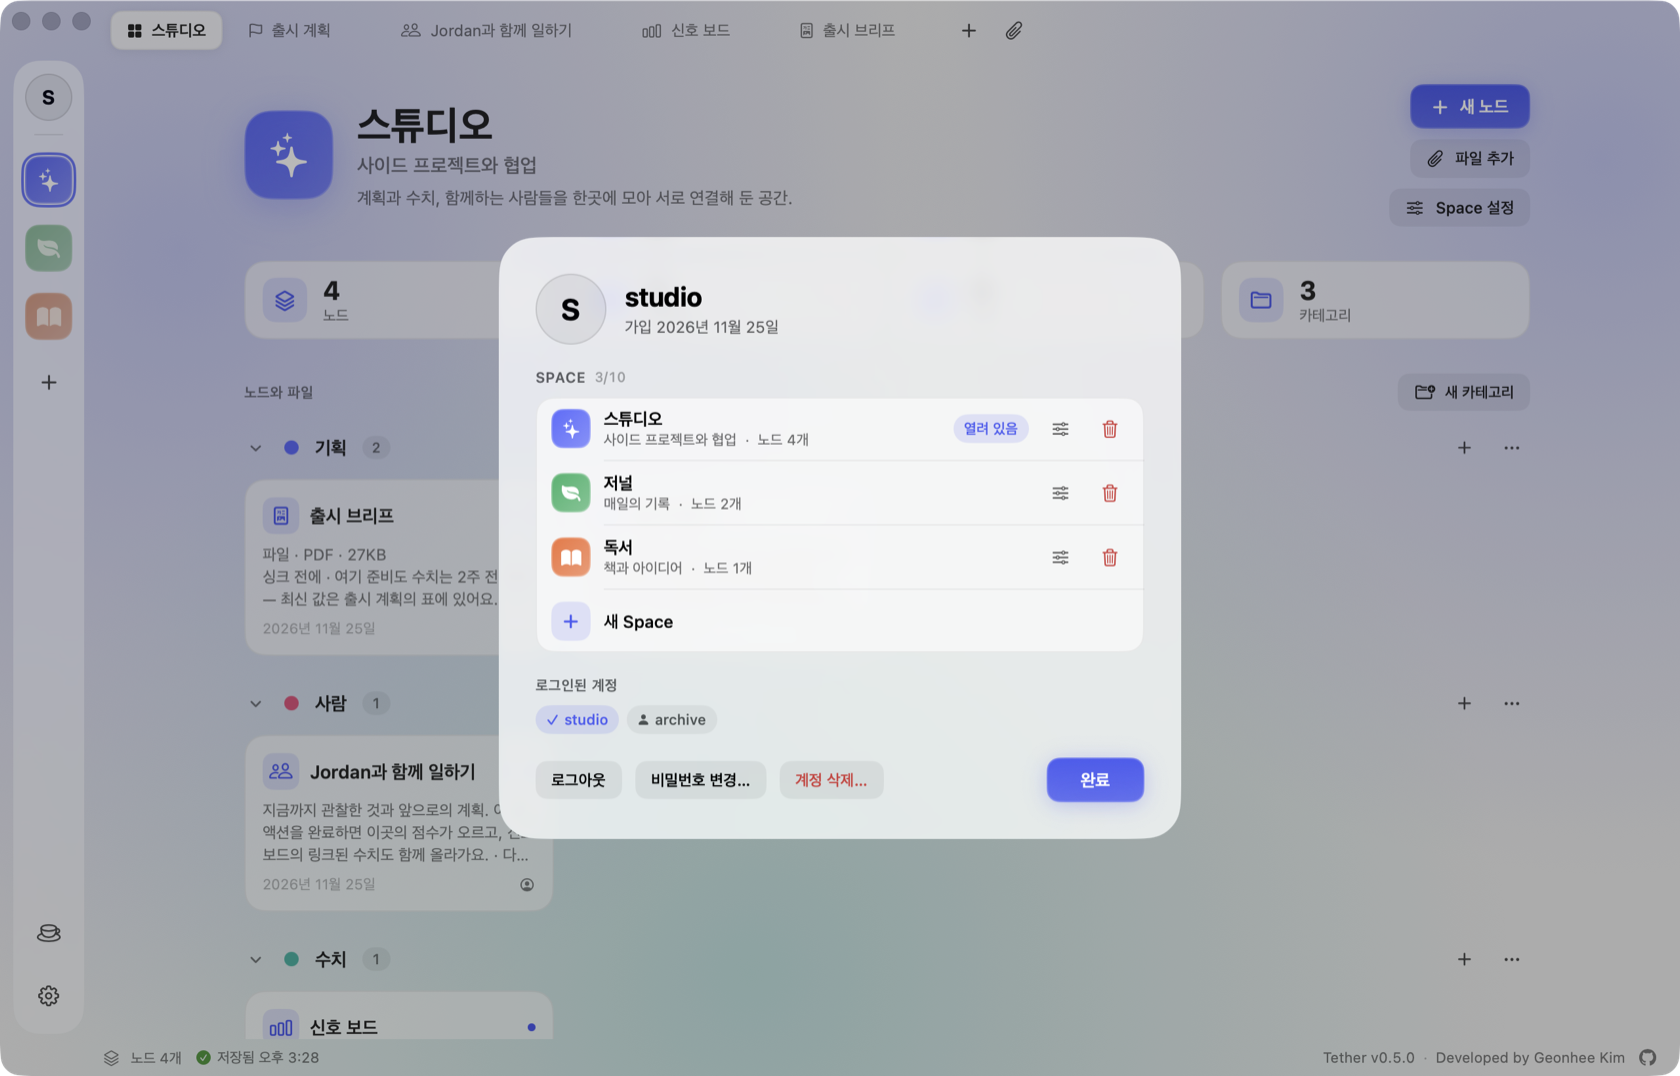 스튜디오
출시 계획
Jordan과 함께 일하기
신호 보드
출시 브리프
S
스튜디오
사이드 프로젝트와 협업
계획과 수치, 함께하는 사람들을 한곳에 모아 서로 연결해 둔 공간.
새 노드
파일 추가
Space 설정
4
노드
3
카테고리
노드와 파일
새 카테고리
기획 2
출시 브리프
파일 · PDF · 27KB
싱크 전에 · 여기 준비도 수치는 2주 전
— 최신 값은 출시 계획의 표에 있어요.
2026년 11월 25일
사람 1
Jordan과 함께 일하기
지금까지 관찰한 것과 앞으로의 계획.
액션을 완료하면 이곳의 점수가 오르고,
보드의 링크된 수치도 함께 올라가요. · 다...
2026년 11월 25일
수치 1
신호 보드
S
studio
가입 2026년 11월 25일
SPACE 3/10
스튜디오
사이드 프로젝트와 협업 · 노드 4개
열려 있음
저널
매일의 기록 · 노드 2개
독서
책과 아이디어 · 노드 1개
새 Space
로그인된 계정
studio
archive
로그아웃
비밀번호 변경...
계정 삭제...
완료
노드 4개
저장됨 오후 3:28
Tether v0.5.0 · Developed by Geonhee Kim